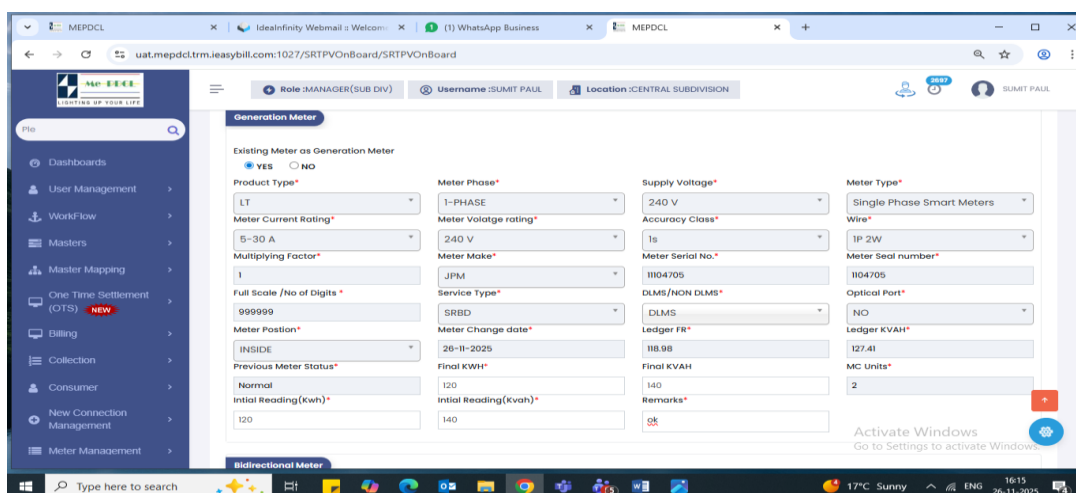 MEPDCL
IdeaInfinity Webmail :: Welcom
(1) WhatsApp Business
MEPDCL
uat.mepdcl.trm.ieasybill.com:1027/SRTPVOnBoard/SRTPVOnBoard
Me PDCL
LIGHTING UP YOUR LIFE
Role :MANAGER(SUB DIV)
Username :SUMIT PAUL
Location :CENTRAL SUBDIVISION
2697
SUMIT PAUL
Plo
Dashboards
User Management
WorkFlow
Masters
Master Mapping
One Time Settlement
(OTS) NEW
Billing
Collection
Consumer
New Connection
Management
Meter Management
Generation Meter
Existing Meter as Generation Meter
YES NO
Product Type* Meter Phase* Supply Voltage* Meter Type*
LT 1-PHASE 240 V Single Phase Smart Meters
Meter Current Rating* Meter Volatge rating* Accuracy Class* Wire*
5-30 A 240 V 1s 1P 2W
Multiplying Factor* Meter Make* Meter Serial No.* Meter Seal number*
1 JPM 11104705 1104705
Full Scale /No of Digits * Service Type* DLMS/NON DLMS* Optical Port*
999999 SRBD DLMS NO
Meter Postion* Meter Change date* Ledger FR* Ledger KVAH*
INSIDE 26-11-2025 118.98 127.41
Previous Meter Status* Final KWH* Final KVAH MC Units*
Normal 120 140 2
Intial Reading(Kwh)* Intial Reading(Kvah)* Remarks*
120 140 ok
Activate Windows
Go to Settings to activate Windows.
Bidirectional Meter
Type here to search
17°C Sunny
ENG
16:15
26-11-2025